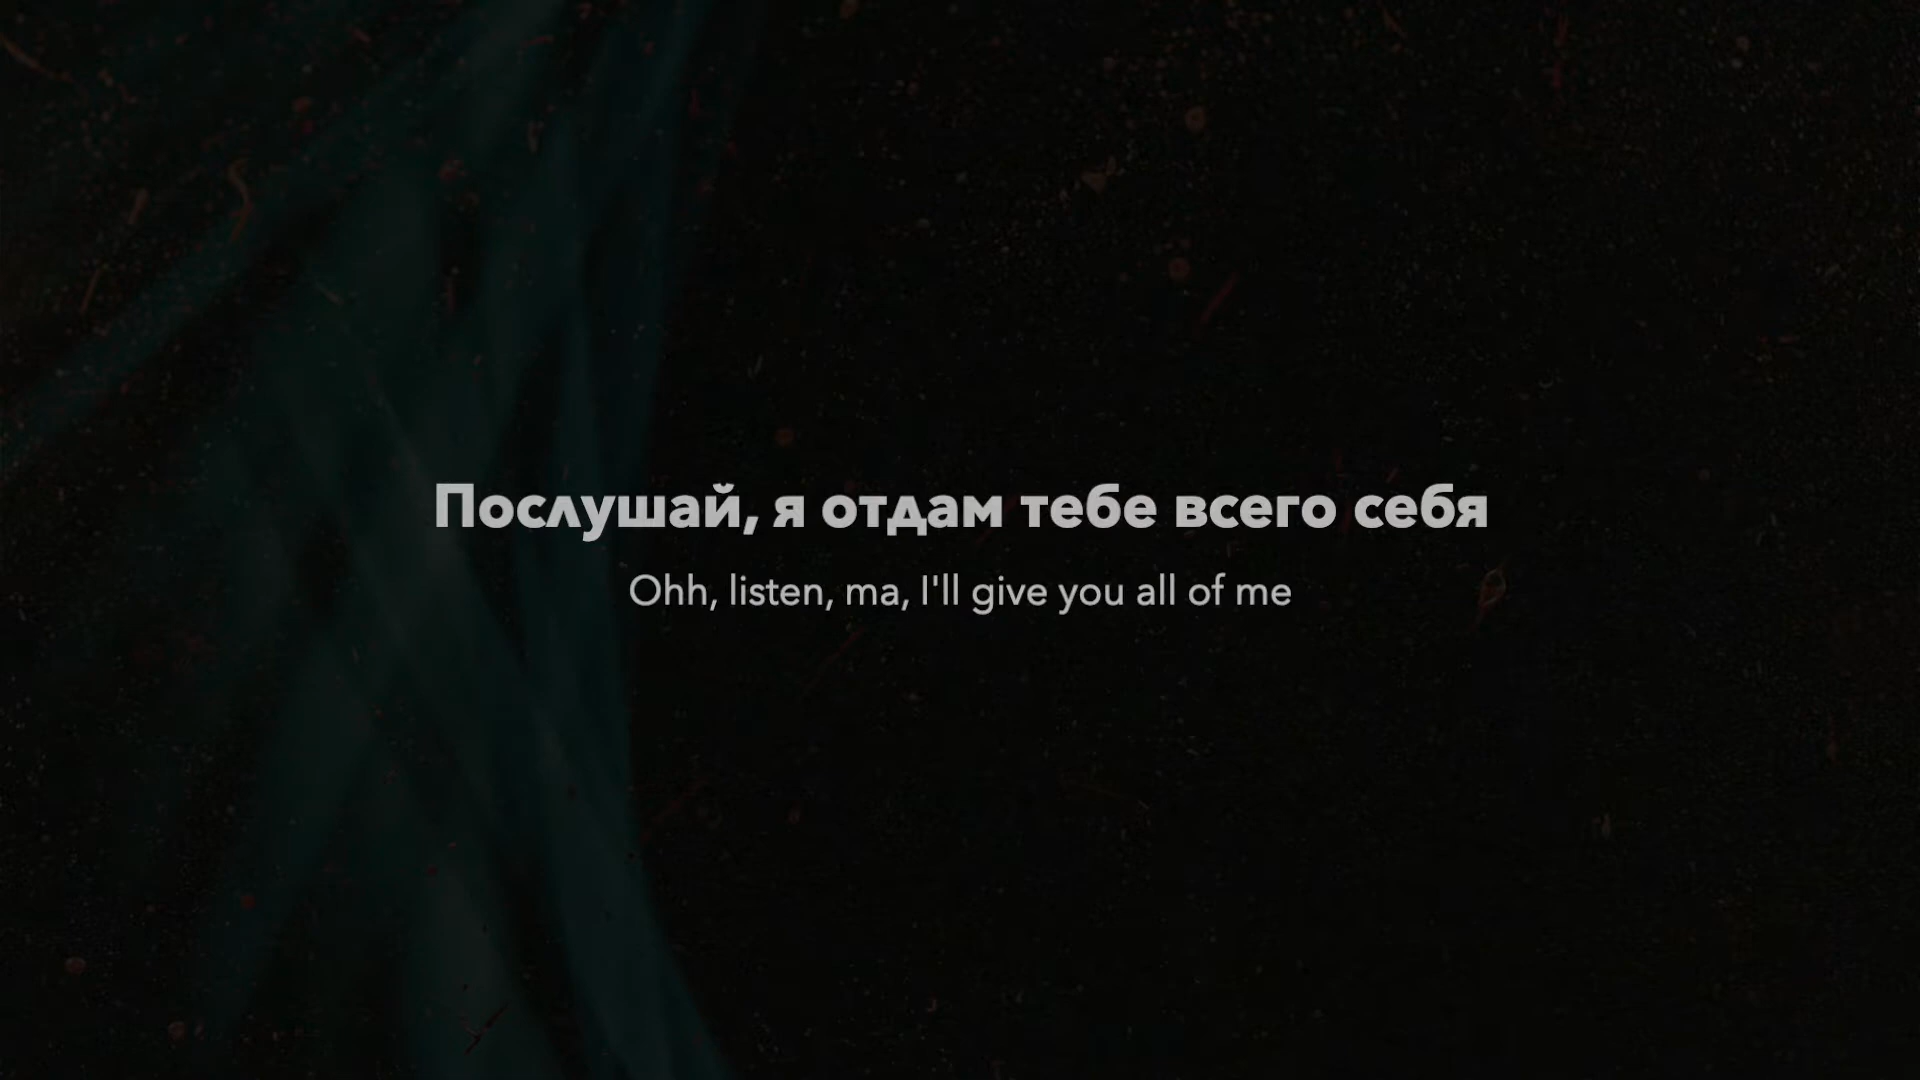 Послушай, я отдам тебе всего себя
Ohh, listen, ma, I'll give you all of me